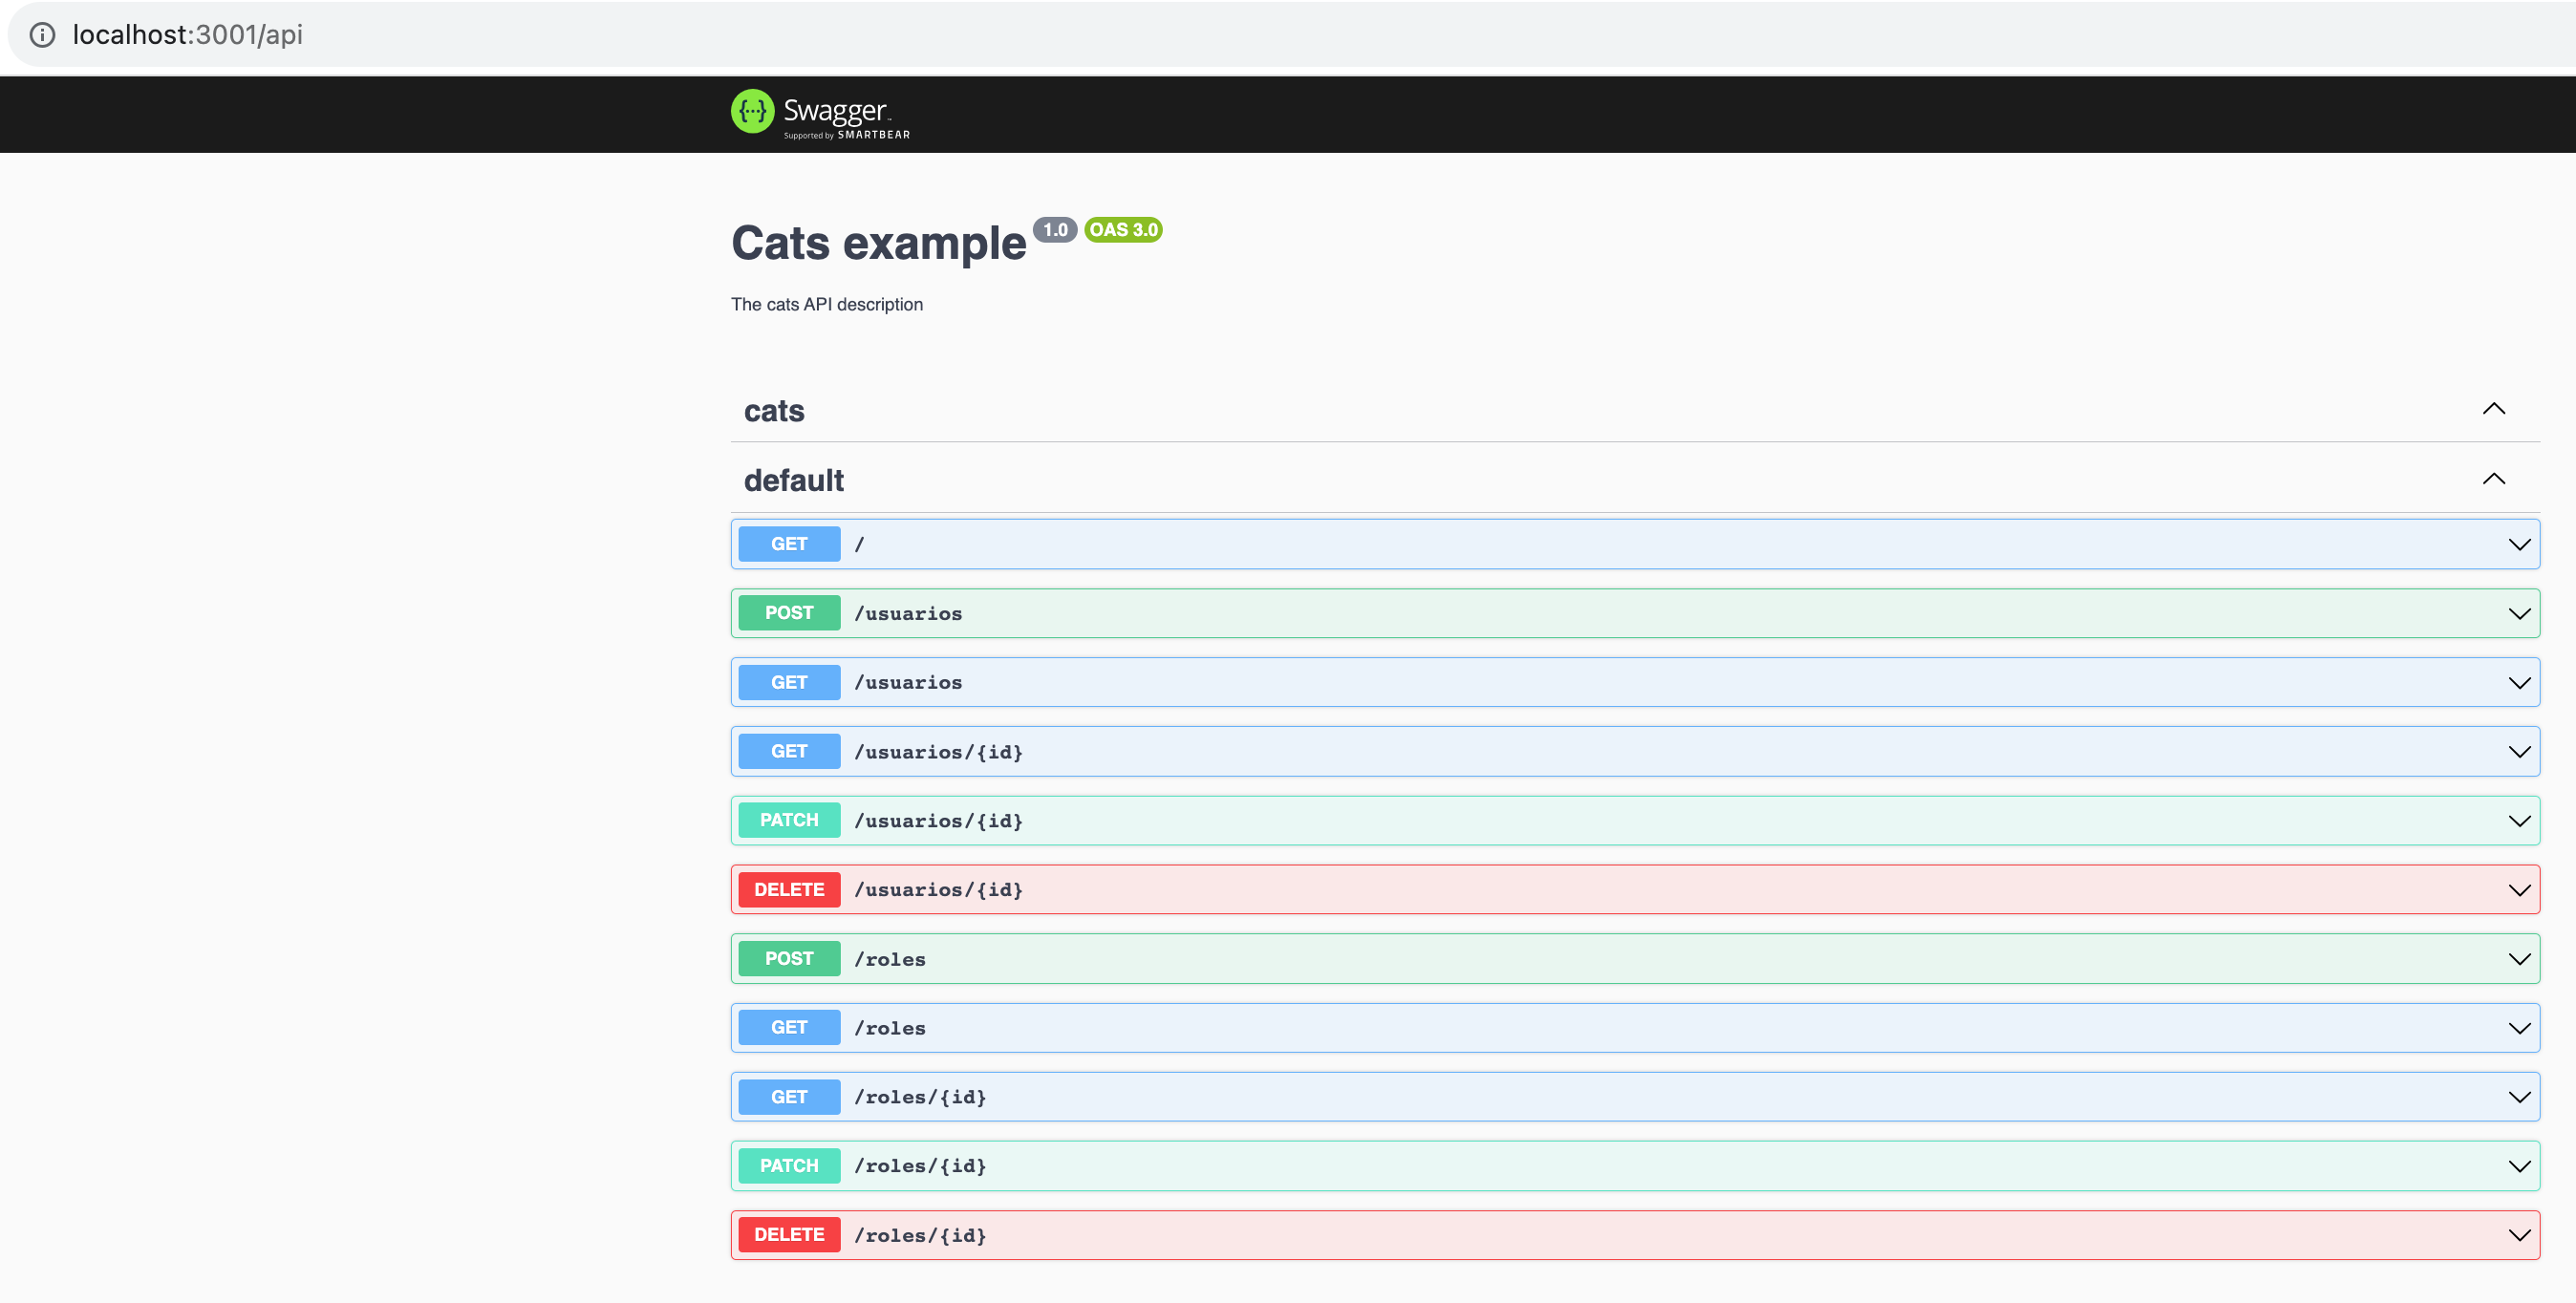 localhost:3001/api
Swagger
Supported by SMARTBEAR
Cats example 1.0 OAS 3.0
The cats API description
cats
default
GET /
POST /usuarios
GET /usuarios
GET /usuarios/{id}
PATCH /usuarios/{id}
DELETE /usuarios/{id}
POST /roles
GET /roles
GET /roles/{id}
PATCH /roles/{id}
DELETE /roles/{id}